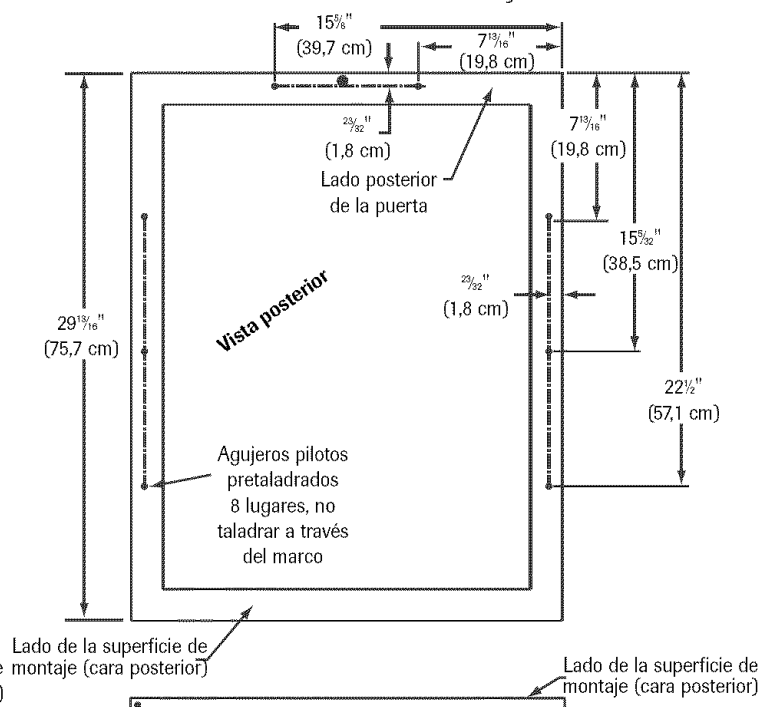 15⅝"
(39,7 cm)
7¹³⁄₁₆"
(19,8 cm)
²³⁄₃₂"
(1,8 cm)
Lado posterior
de la puerta
7¹³⁄₁₆"
(19,8 cm)
15⁵⁄₃₂"
(38,5 cm)
²³⁄₃₂"
(1,8 cm)
Vista posterior
29¹³⁄₁₆"
(75,7 cm)
22½"
(57,1 cm)
Agujeros pilotos
pretaladrados
8 lugares, no
taladrar a través
del marco
Lado de la superficie de
montaje (cara posterior)
Lado de la superficie de
montaje (cara posterior)